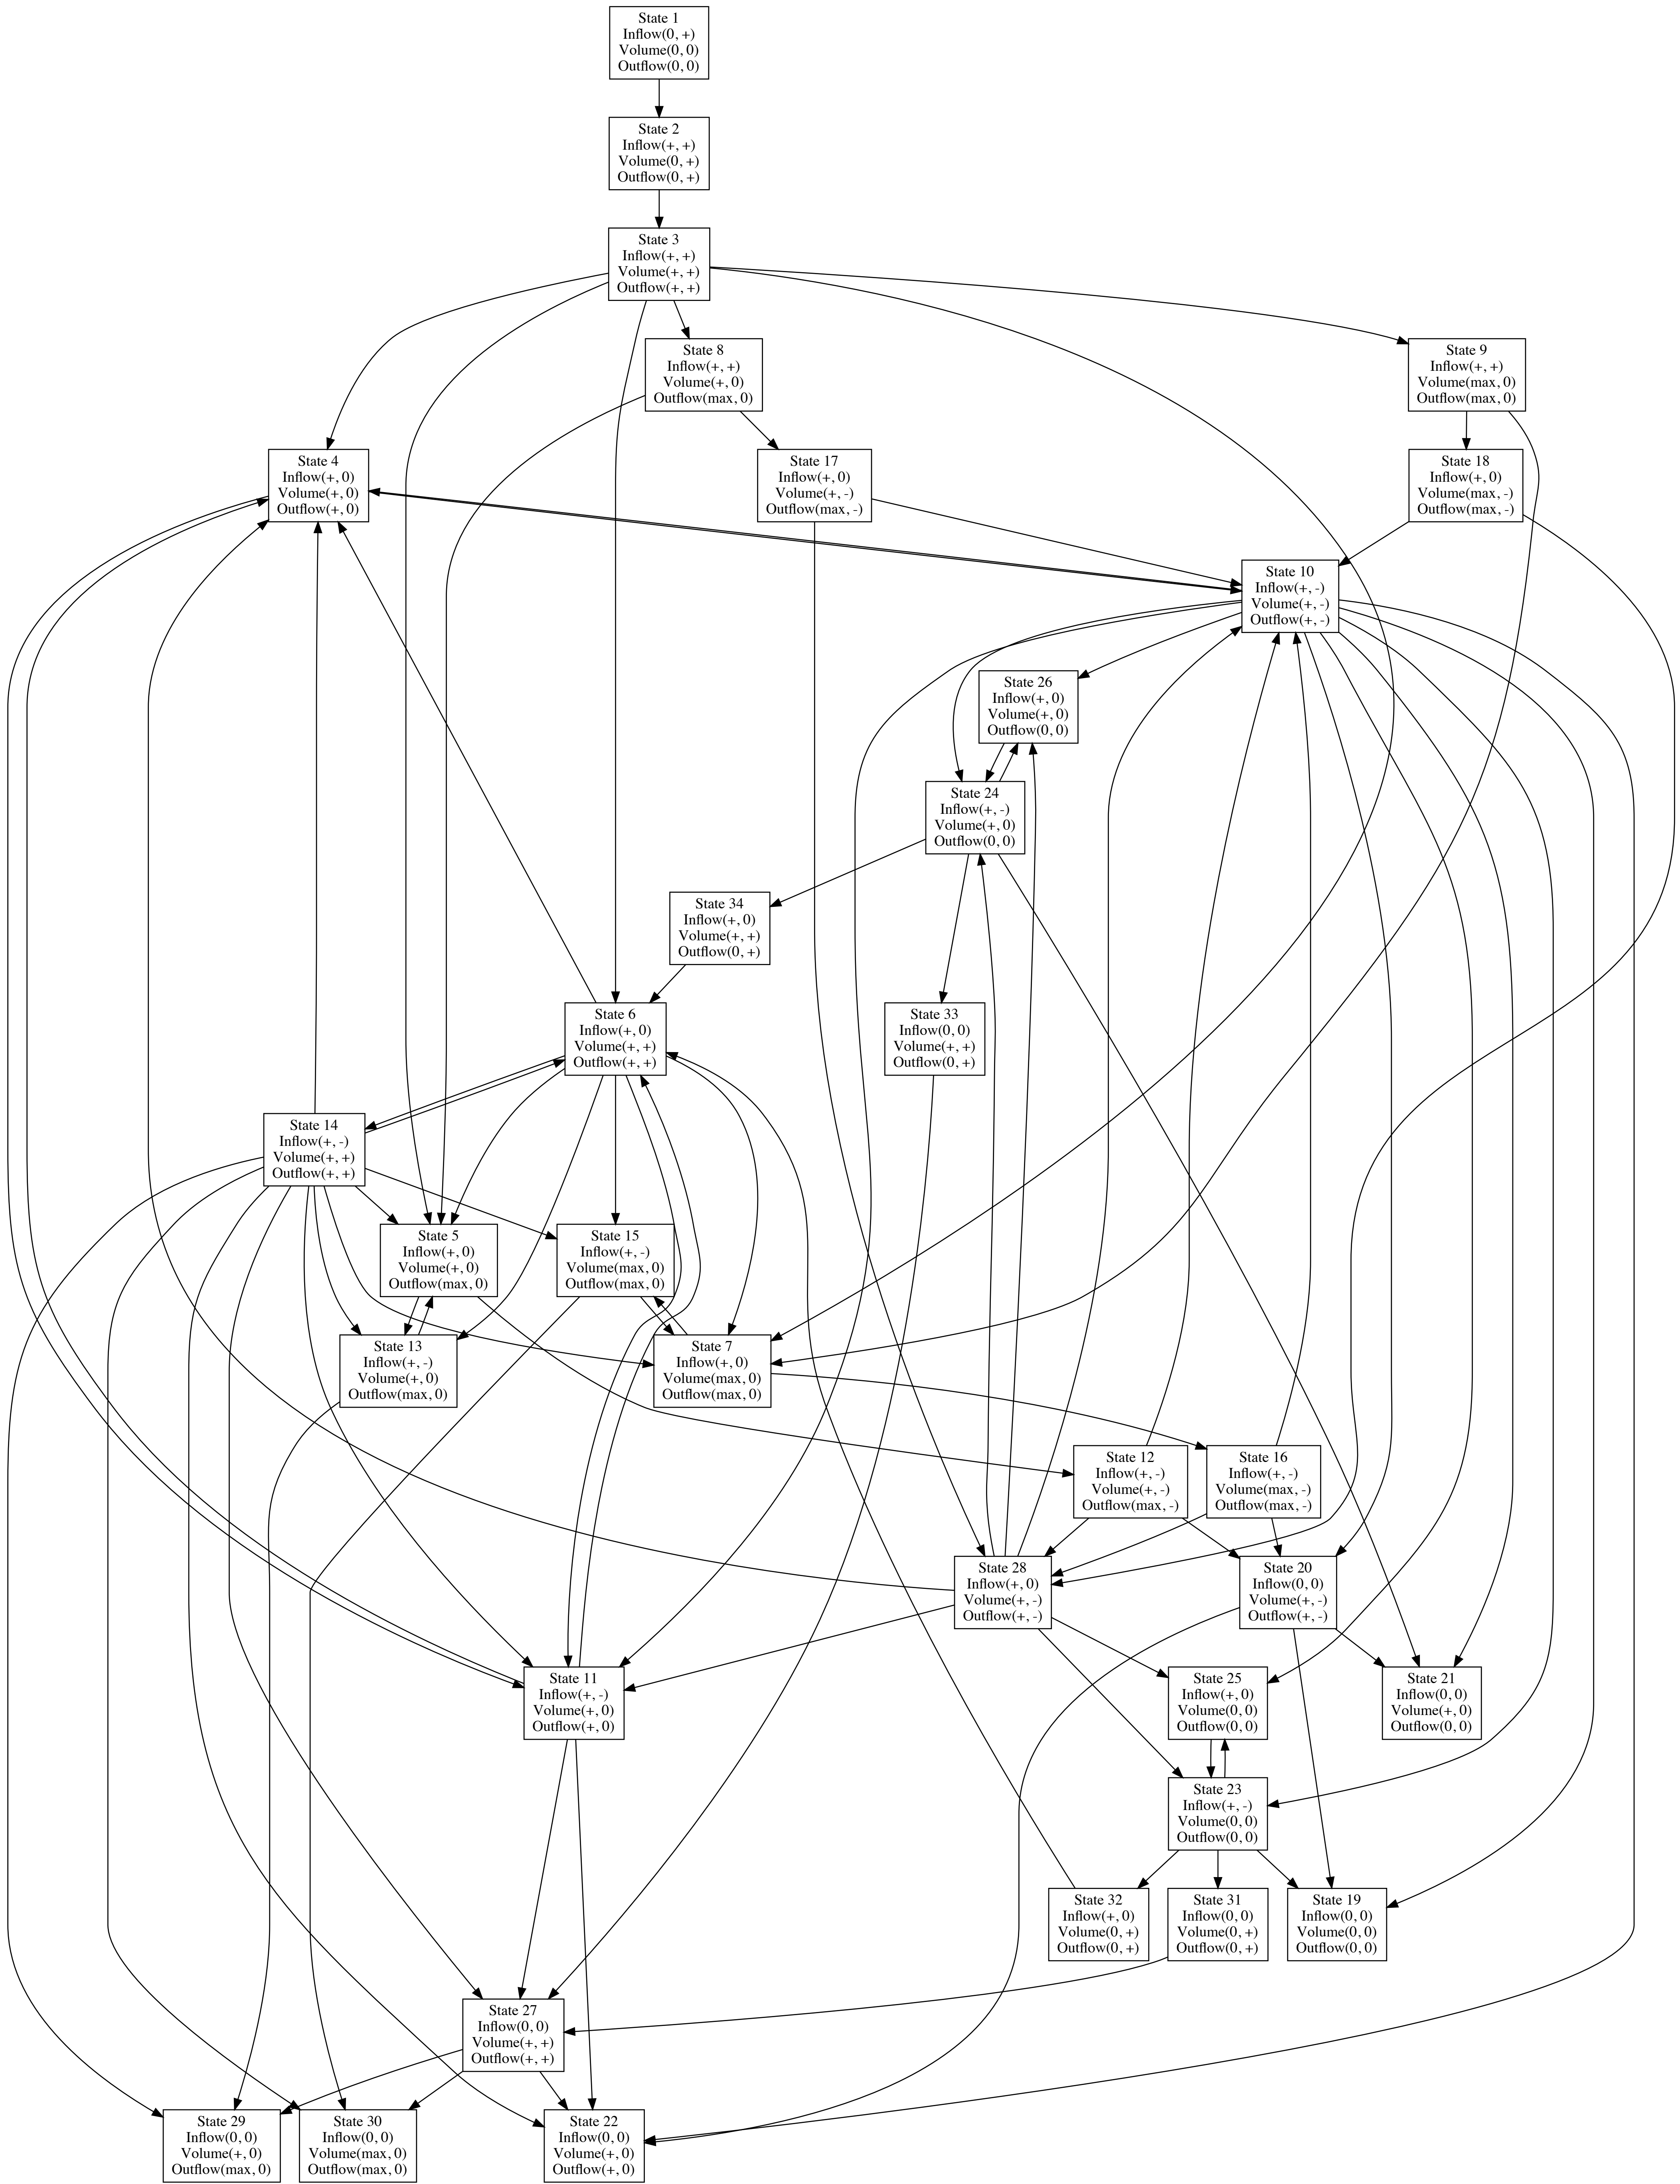 State 1
Inflow(0, +)
Volume(0, 0)
Outflow(0, 0)
State 2
Inflow(+, +)
Volume(0, +)
Outflow(0, +)
State 3
Inflow(+, +)
Volume(+, +)
Outflow(+, +)
State 8
Inflow(+, +)
Volume(+, 0)
Outflow(max, 0)
State 9
Inflow(+, +)
Volume(max, 0)
Outflow(max, 0)
State 4
Inflow(+, 0)
Volume(+, 0)
Outflow(+, 0)
State 17
Inflow(+, 0)
Volume(+, -)
Outflow(max, -)
State 18
Inflow(+, 0)
Volume(max, -)
Outflow(max, -)
State 10
Inflow(+, -)
Volume(+, -)
Outflow(+, -)
State 26
Inflow(+, 0)
Volume(+, 0)
Outflow(0, 0)
State 24
Inflow(+, -)
Volume(+, 0)
Outflow(0, 0)
State 34
Inflow(+, 0)
Volume(+, +)
Outflow(0, +)
State 6
Inflow(+, 0)
Volume(+, +)
Outflow(+, +)
State 33
Inflow(0, 0)
Volume(+, +)
Outflow(0, +)
State 14
Inflow(+, -)
Volume(+, +)
Outflow(+, +)
State 5
Inflow(+, 0)
Volume(+, 0)
Outflow(max, 0)
State 15
Inflow(+, -)
Volume(max, 0)
Outflow(max, 0)
State 13
Inflow(+, -)
Volume(+, 0)
Outflow(max, 0)
State 7
Inflow(+, 0)
Volume(max, 0)
Outflow(max, 0)
State 12
Inflow(+, -)
Volume(+, -)
Outflow(max, -)
State 16
Inflow(+, -)
Volume(max, -)
Outflow(max, -)
State 28
Inflow(+, 0)
Volume(+, -)
Outflow(+, -)
State 20
Inflow(0, 0)
Volume(+, -)
Outflow(+, -)
State 11
Inflow(+, -)
Volume(+, 0)
Outflow(+, 0)
State 25
Inflow(+, 0)
Volume(0, 0)
Outflow(0, 0)
State 21
Inflow(0, 0)
Volume(+, 0)
Outflow(0, 0)
State 23
Inflow(+, -)
Volume(0, 0)
Outflow(0, 0)
State 32
Inflow(+, 0)
Volume(0, +)
Outflow(0, +)
State 31
Inflow(0, 0)
Volume(0, +)
Outflow(0, +)
State 19
Inflow(0, 0)
Volume(0, 0)
Outflow(0, 0)
State 27
Inflow(0, 0)
Volume(+, +)
Outflow(+, +)
State 29
Inflow(0, 0)
Volume(+, 0)
Outflow(max, 0)
State 30
Inflow(0, 0)
Volume(max, 0)
Outflow(max, 0)
State 22
Inflow(0, 0)
Volume(+, 0)
Outflow(+, 0)